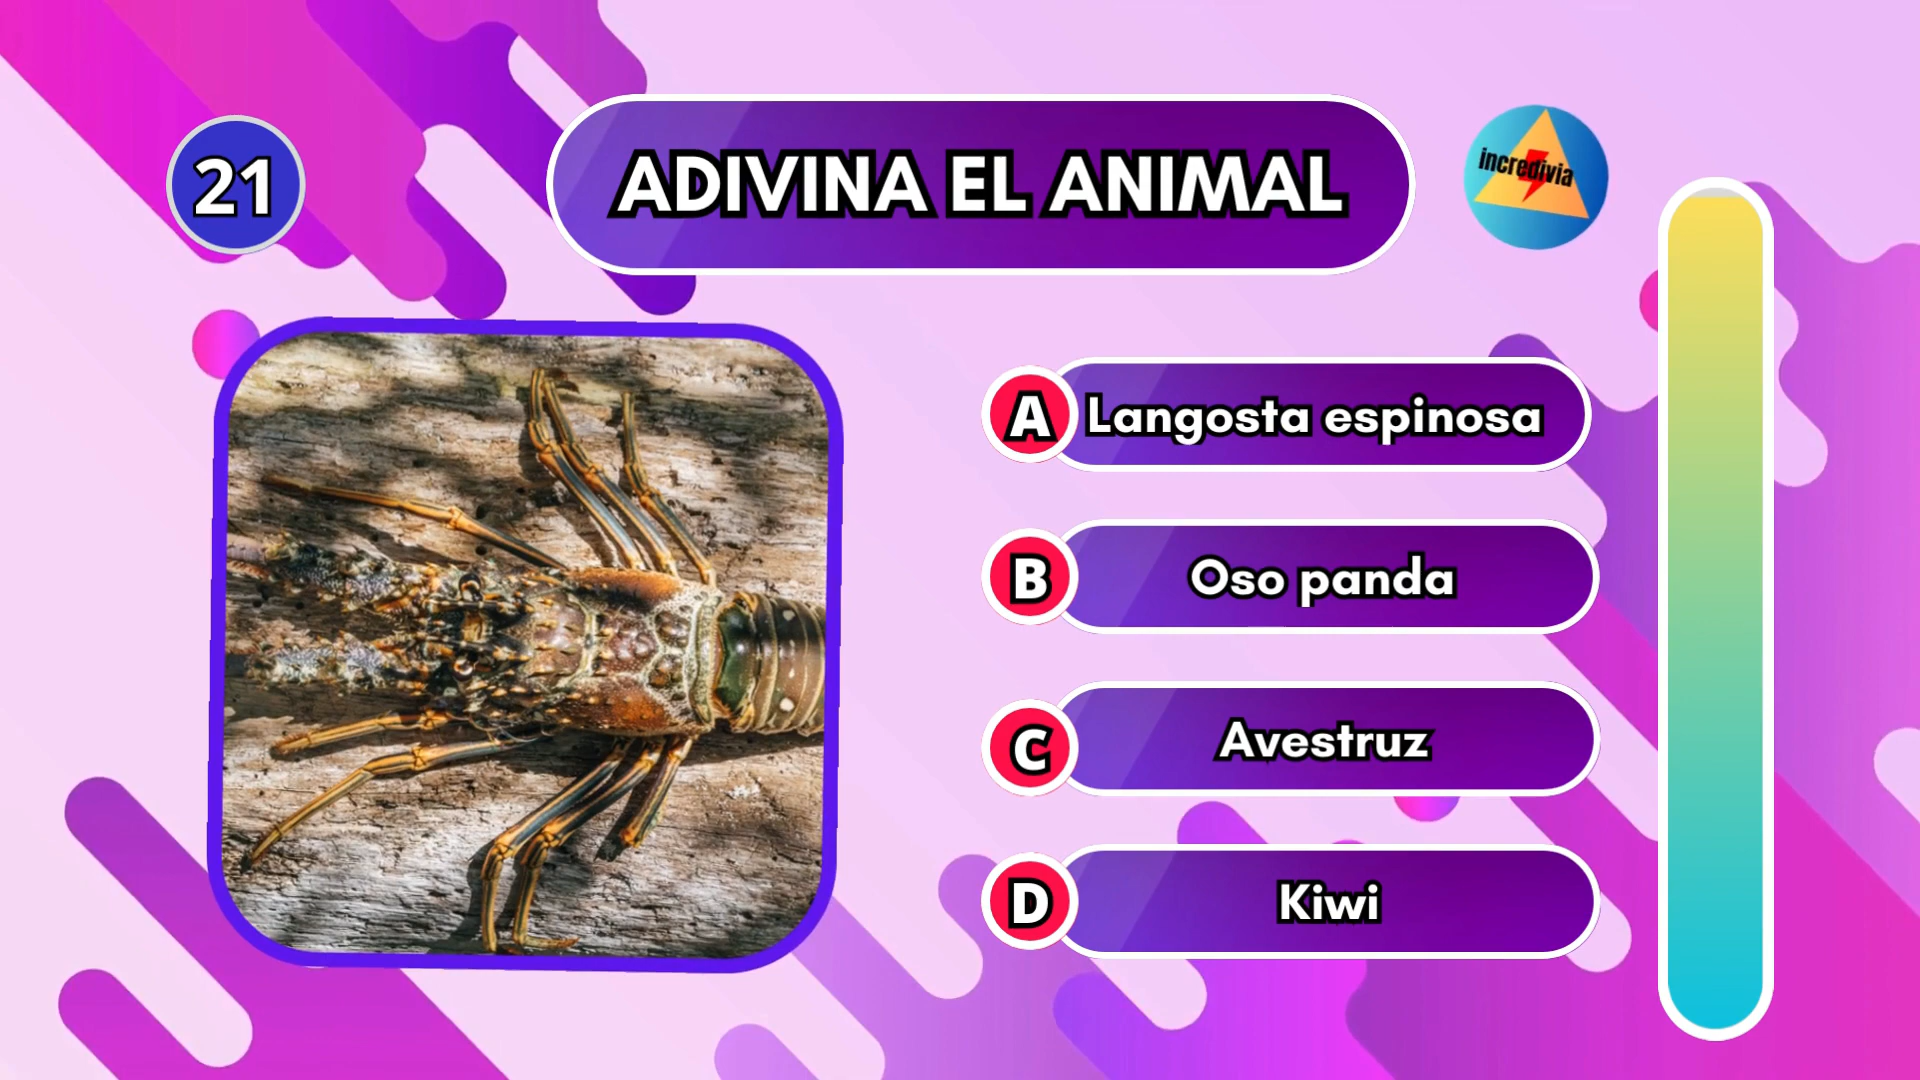 21
ADIVINA EL ANIMAL
incredivia
A Langosta espinosa
B Oso panda
C Avestruz
D Kiwi